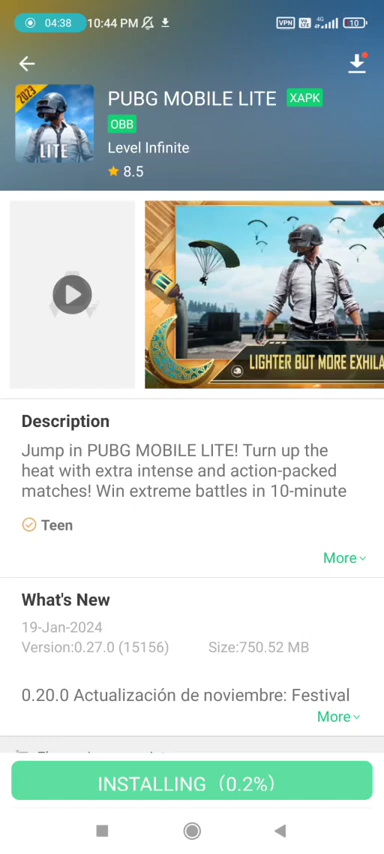 04:38 10:44 PM VPN 4G 10
2023
LITE
PUBG MOBILE LITE XAPK
OBB
Level Infinite
8.5
LIGHTER BUT MORE EXHILA
Description
Jump in PUBG MOBILE LITE! Turn up the
heat with extra intense and action-packed
matches! Win extreme battles in 10-minute
Teen
More
What's New
19-Jan-2024
Version:0.27.0 (15156) Size:750.52 MB
0.20.0 Actualización de noviembre: Festival
More
INSTALLING（0.2%）